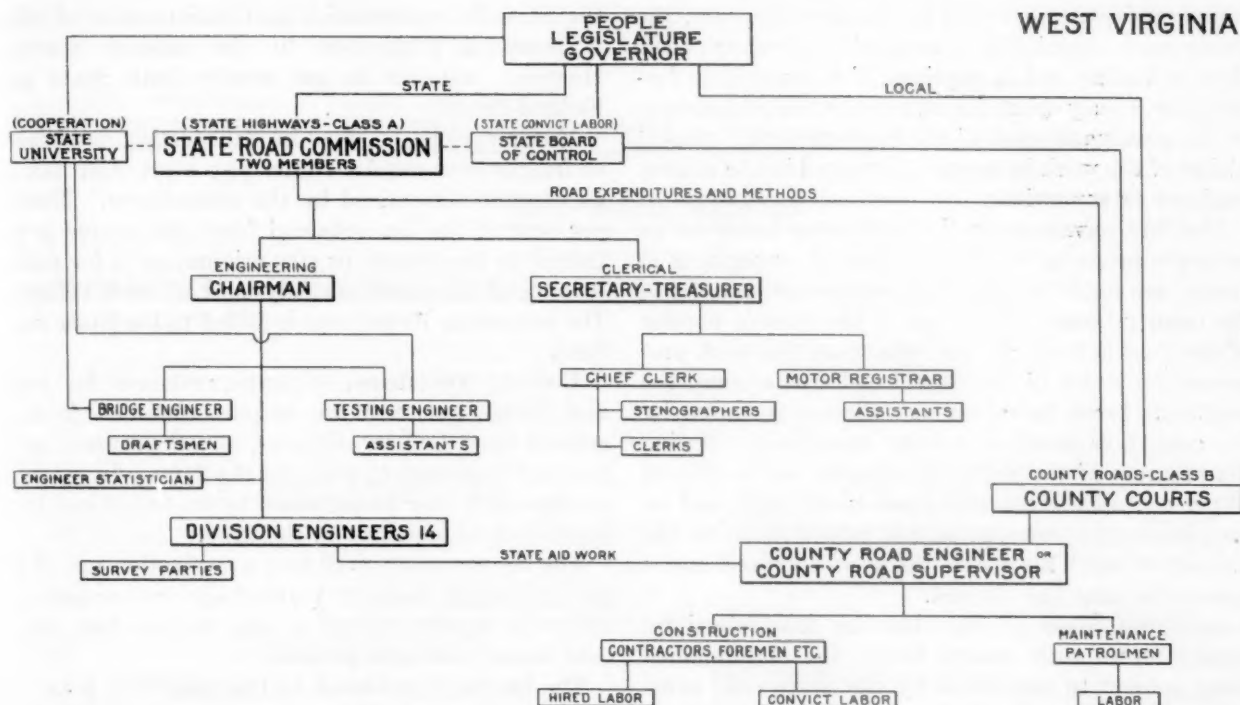 WEST VIRGINIA
PEOPLE
LEGISLATURE
GOVERNOR
STATE
LOCAL
(COOPERATION)
STATE
UNIVERSITY
(STATE HIGHWAYS-CLASS A)
STATE ROAD COMMISSION
TWO MEMBERS
(STATE CONVICT LABOR)
STATE BOARD
OF CONTROL
ROAD EXPENDITURES AND METHODS
ENGINEERING
CHAIRMAN
CLERICAL
SECRETARY-TREASURER
CHIEF CLERK
MOTOR REGISTRAR
BRIDGE ENGINEER
TESTING ENGINEER
STENOGRAPHERS
ASSISTANTS
DRAFTSMEN
ASSISTANTS
CLERKS
ENGINEER STATISTICIAN
COUNTY ROADS-CLASS B
COUNTY COURTS
DIVISION ENGINEERS 14
STATE AID WORK
SURVEY PARTIES
COUNTY ROAD ENGINEER OR
COUNTY ROAD SUPERVISOR
CONSTRUCTION
CONTRACTORS, FOREMEN ETC.
MAINTENANCE
PATROLMEN
HIRED LABOR
CONVICT LABOR
LABOR